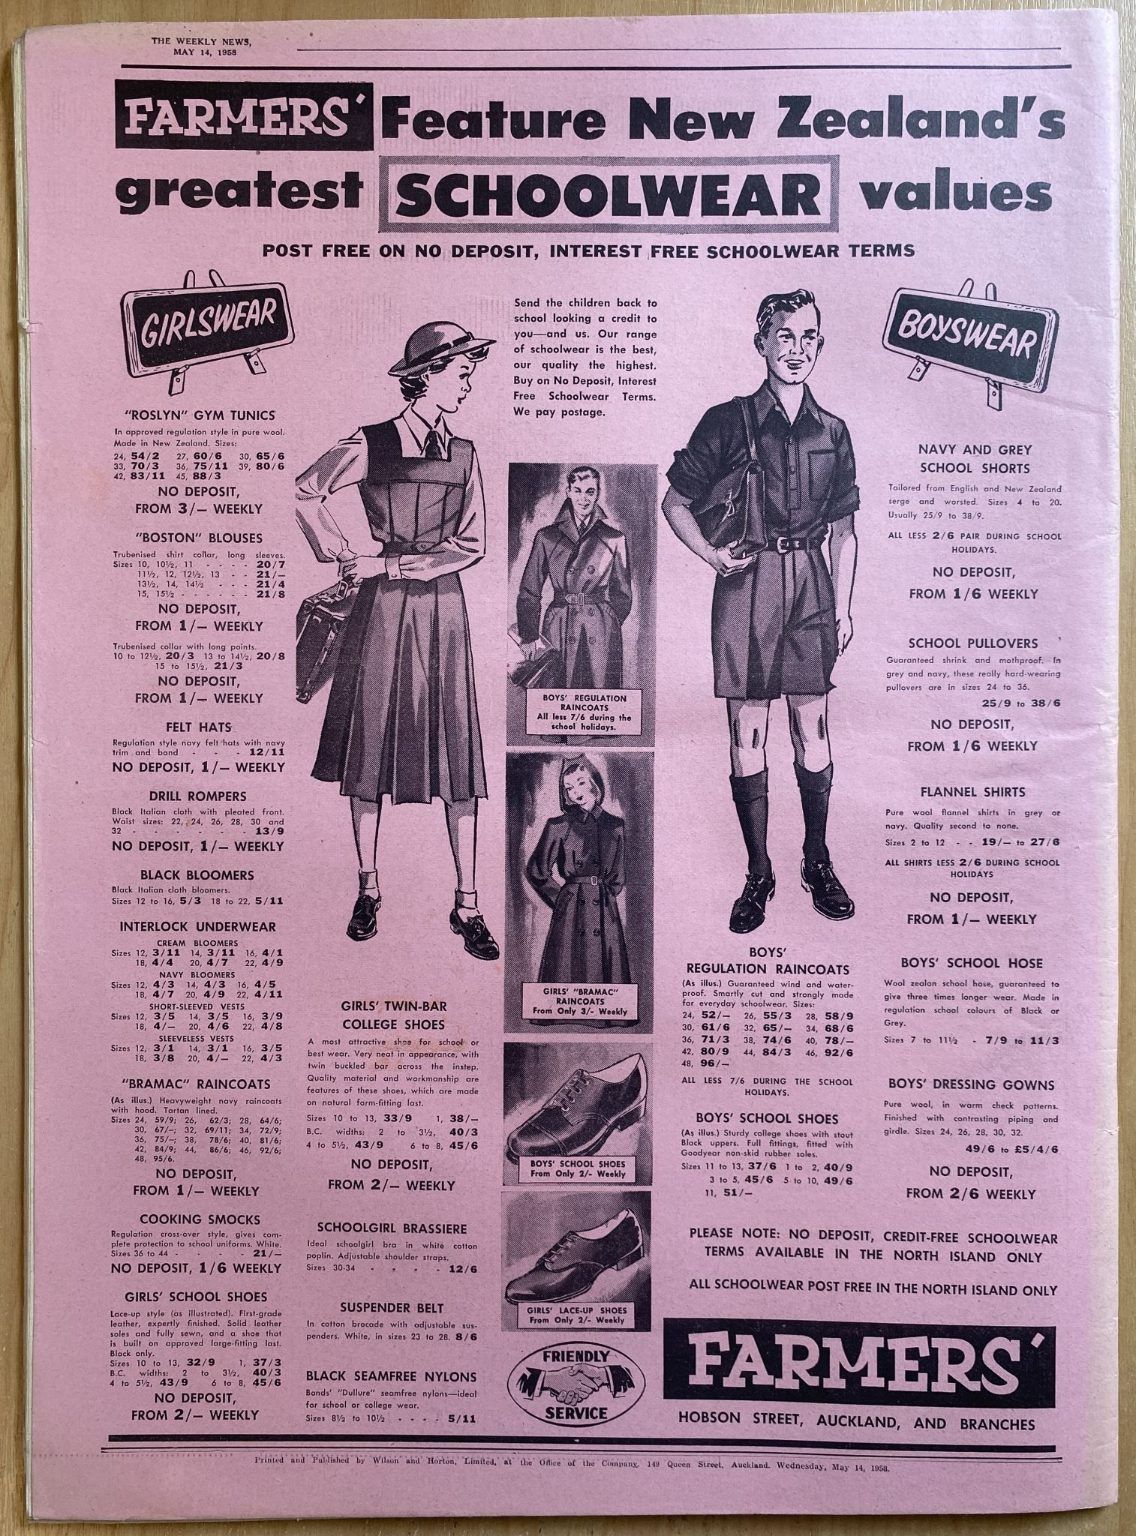 THE WEEKLY NEWS,
MAY 14, 1958
FARMERS' Feature New Zealand's
greatest SCHOOLWEAR values
POST FREE ON NO DEPOSIT, INTEREST FREE SCHOOLWEAR TERMS
GIRLSWEAR
"ROSLYN" GYM TUNICS
In approved regulation style in pure wool.
Made in New Zealand. Sizes:
24, 54/2 27, 60/6 30, 65/6
33, 70/3 36, 75/11 39, 80/6
42, 83/11 45, 88/3
NO DEPOSIT,
FROM 3/– WEEKLY
"BOSTON" BLOUSES
Trubenised shirt collar, long sleeves.
Sizes 10, 10½, 11 - - - - 20/7
11½, 12, 12½, 13 - - 21/–
13½, 14, 14½ - - - 21/4
15, 15½ - - - - - - 21/8
NO DEPOSIT,
FROM 1/– WEEKLY
Trubenised collar with long points.
10 to 12½, 20/3 13 to 14½, 20/8
15 to 15½, 21/3
NO DEPOSIT,
FROM 1/– WEEKLY
FELT HATS
Regulation style navy felt hats with navy
trim and band - - - 12/11
NO DEPOSIT, 1/– WEEKLY
DRILL ROMPERS
Black Italian cloth with pleated front.
Waist sizes: 22, 24, 26, 28, 30 and
32 - - - - - - - 13/9
NO DEPOSIT, 1/– WEEKLY
BLACK BLOOMERS
Black Italian cloth bloomers.
Sizes 12 to 16, 5/3 18 to 22, 5/11
INTERLOCK UNDERWEAR
CREAM BLOOMERS
Sizes 12, 3/11 14, 3/11 16, 4/1
18, 4/4 20, 4/7 22, 4/9
NAVY BLOOMERS
Sizes 12, 4/3 14, 4/3 16, 4/5
18, 4/7 20, 4/9 22, 4/11
SHORT-SLEEVED VESTS
Sizes 12, 3/5 14, 3/5 16, 3/9
18, 4/– 20, 4/6 22, 4/8
SLEEVELESS VESTS
Sizes 12, 3/1 14, 3/1 16, 3/5
18, 3/8 20, 4/– 22, 4/3
"BRAMAC" RAINCOATS
(As illus.) Heavyweight navy raincoats
with hood. Tartan lined.
Sizes 24, 59/9; 26, 62/3; 28, 64/6;
30, 67/–; 32, 69/11; 34, 72/9;
36, 75/–; 38, 78/6; 40, 81/6;
42, 84/9; 44, 86/6; 46, 92/6;
48, 95/6.
NO DEPOSIT,
FROM 1/– WEEKLY
COOKING SMOCKS
Regulation cross-over style, gives com-
plete protection to school uniforms. White.
Sizes 36 to 44 - - - - - 21/–
NO DEPOSIT, 1/6 WEEKLY
GIRLS' SCHOOL SHOES
Lace-up style (as illustrated). First-grade
leather, expertly finished. Solid leather
soles and fully sewn, and a shoe that
is built on approved large-fitting last.
Black only.
Sizes 10 to 13, 32/9 1, 37/3
B.C. widths: 2 to 3½, 40/3
4 to 5½, 43/9 6 to 8, 45/6
NO DEPOSIT,
FROM 2/– WEEKLY
GIRLS' TWIN-BAR
COLLEGE SHOES
A most attractive shoe for school or
best wear. Very neat in appearance, with
twin buckled bar across the instep.
Quality material and workmanship are
features of these shoes, which are made
on natural form-fitting last.
Sizes 10 to 13, 33/9 1, 38/–
B.C. widths: 2 to 3½, 40/3
4 to 5½, 43/9 6 to 8, 45/6
NO DEPOSIT,
FROM 2/– WEEKLY
SCHOOLGIRL BRASSIERE
Ideal schoolgirl bra in white cotton
poplin. Adjustable shoulder straps.
Sizes 30-34 - - - - 12/6
SUSPENDER BELT
In cotton brocade with adjustable sus-
penders. White, in sizes 23 to 28. 8/6
BLACK SEAMFREE NYLONS
Bonds' "Dullure" seamfree nylons—ideal
for school or college wear.
Sizes 8½ to 10½ - - - - 5/11
Send the children back to
school looking a credit to
you—and us. Our range
of schoolwear is the best,
our quality the highest.
Buy on No Deposit, Interest
Free Schoolwear Terms.
We pay postage.
BOYS' REGULATION
RAINCOATS
All less 7/6 during the
school holidays.
GIRLS' "BRAMAC"
RAINCOATS
From Only 3/- Weekly
BOYS' SCHOOL SHOES
From Only 2/- Weekly
GIRLS' LACE-UP SHOES
From Only 2/- Weekly
FRIENDLY
SERVICE
BOYS'
REGULATION RAINCOATS
(As illus.) Guaranteed wind and water-
proof. Smartly cut and strongly made
for everyday schoolwear. Sizes:
24, 52/– 26, 55/3 28, 58/9
30, 61/6 32, 65/– 34, 68/6
36, 71/3 38, 74/6 40, 78/–
42, 80/9 44, 84/3 46, 92/6
48, 96/–
ALL LESS 7/6 DURING THE SCHOOL
HOLIDAYS.
BOYS' SCHOOL SHOES
(As illus.) Sturdy college shoes with stout
Black uppers. Full fittings, fitted with
Goodyear non-skid rubber soles.
Sizes 11 to 13, 37/6 1 to 2, 40/9
3 to 5, 45/6 5 to 10, 49/6
11, 51/–
BOYSWEAR
NAVY AND GREY
SCHOOL SHORTS
Tailored from English and New Zealand
serge and worsted. Sizes 4 to 20.
Usually 25/9 to 38/9.
ALL LESS 2/6 PAIR DURING SCHOOL
HOLIDAYS.
NO DEPOSIT,
FROM 1/6 WEEKLY
SCHOOL PULLOVERS
Guaranteed shrink and mothproof. In
grey and navy, these really hard-wearing
pullovers are in sizes 24 to 36.
25/9 to 38/6
NO DEPOSIT,
FROM 1/6 WEEKLY
FLANNEL SHIRTS
Pure wool flannel shirts in grey or
navy. Quality second to none.
Sizes 2 to 12 - - 19/– to 27/6
ALL SHIRTS LESS 2/6 DURING SCHOOL
HOLIDAYS
NO DEPOSIT,
FROM 1/– WEEKLY
BOYS' SCHOOL HOSE
Wool zealon school hose, guaranteed to
give three times longer wear. Made in
regulation school colours of Black or
Grey.
Sizes 7 to 11½ - 7/9 to 11/3
BOYS' DRESSING GOWNS
Pure wool, in warm check patterns.
Finished with contrasting piping and
girdle. Sizes 24, 26, 28, 30, 32.
49/6 to £5/4/6
NO DEPOSIT,
FROM 2/6 WEEKLY
PLEASE NOTE: NO DEPOSIT, CREDIT-FREE SCHOOLWEAR
TERMS AVAILABLE IN THE NORTH ISLAND ONLY
ALL SCHOOLWEAR POST FREE IN THE NORTH ISLAND ONLY
FARMERS'
HOBSON STREET, AUCKLAND, AND BRANCHES
Printed and Published by Wilson and Horton, Limited, at the Office of the Company, 149 Queen Street, Auckland. Wednesday, May 14, 1958.